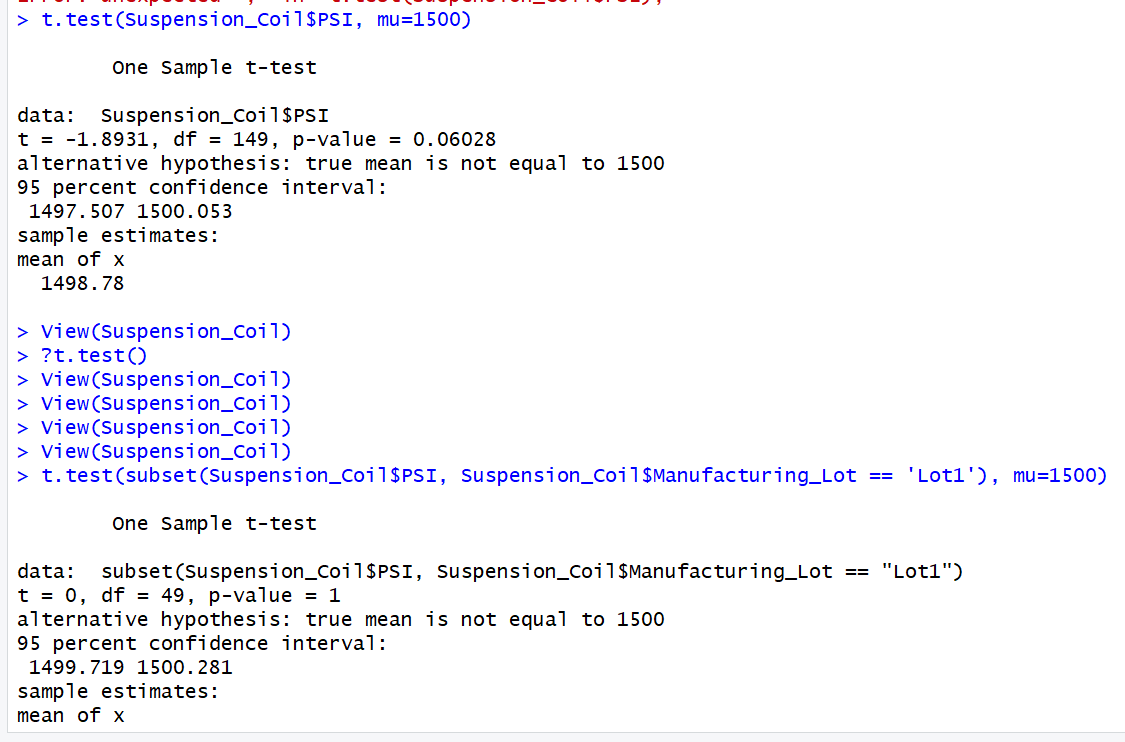 > t.test(Suspension_Coil$PSI, mu=1500)
One Sample t-test
data:  Suspension_Coil$PSI
t = -1.8931, df = 149, p-value = 0.06028
alternative hypothesis: true mean is not equal to 1500
95 percent confidence interval:
1497.507 1500.053
sample estimates:
mean of x
1498.78
> View(Suspension_Coil)
> ?t.test()
> View(Suspension_Coil)
> View(Suspension_Coil)
> View(Suspension_Coil)
> View(Suspension_Coil)
> t.test(subset(Suspension_Coil$PSI, Suspension_Coil$Manufacturing_Lot == 'Lot1'), mu=1500)
One Sample t-test
data:  subset(Suspension_Coil$PSI, Suspension_Coil$Manufacturing_Lot == "Lot1")
t = 0, df = 49, p-value = 1
alternative hypothesis: true mean is not equal to 1500
95 percent confidence interval:
1499.719 1500.281
sample estimates:
mean of x